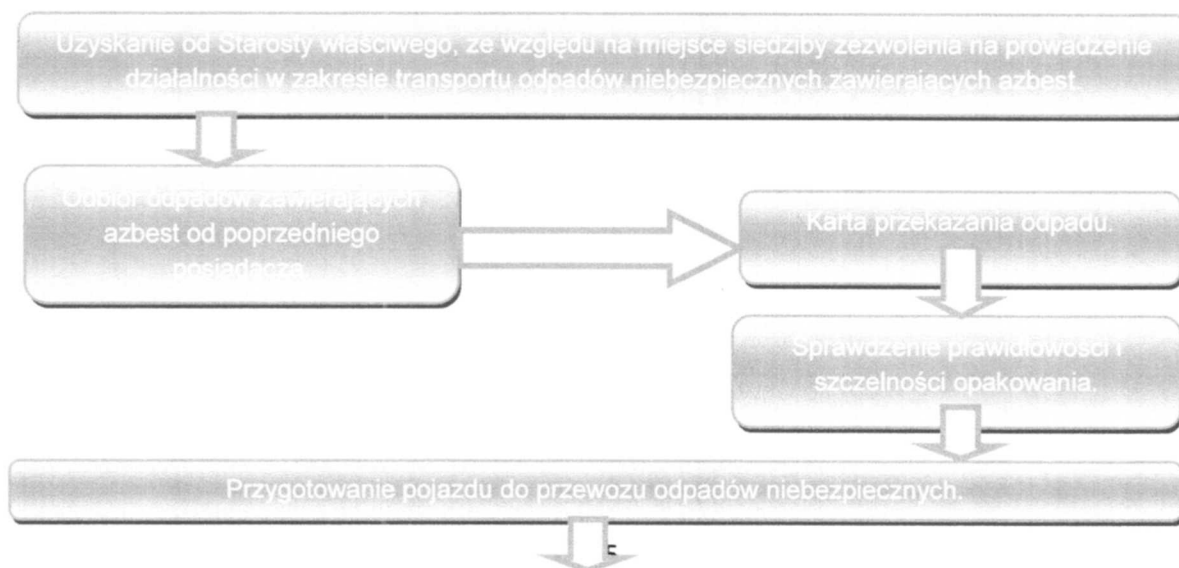 Uzyskanie od Starosty właściwego, ze względu na miejsce siedziby zezwolenia na prowadzenie
działalności w zakresie transportu odpadów niebezpiecznych zawierających azbest.
Odbiór odpadów zawierających
azbest od poprzedniego
posiadacza.
Karta przekazania odpadu.
Sprawdzenie prawidłowości i
szczelności opakowania.
Przygotowanie pojazdu do przewozu odpadów niebezpiecznych.